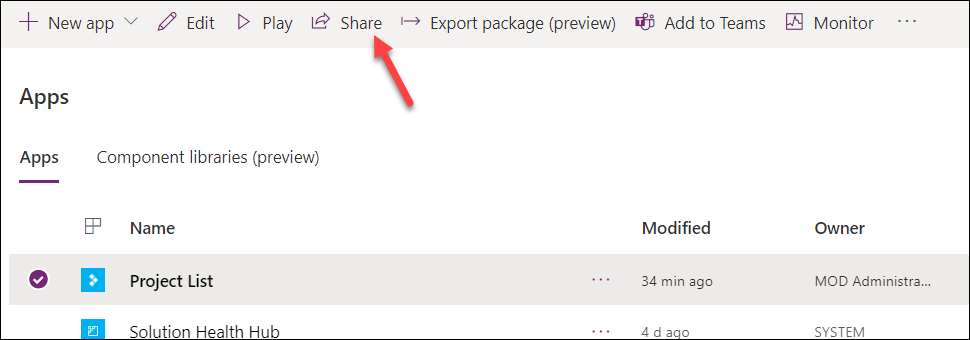 New app Edit Play Share Export package (preview) Add to Teams Monitor ...
Apps
Apps Component libraries (preview)
Name Modified Owner
Project List ... 34 min ago MOD Administra...
Solution Health Hub ... 4 d ago SYSTEM